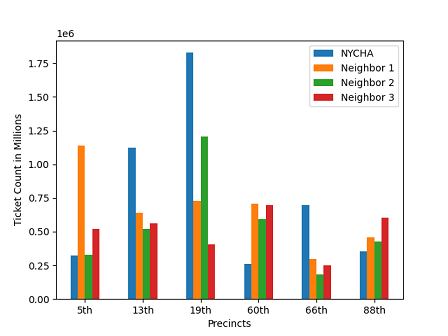 1e6
NYCHA
Neighbor 1
Neighbor 2
Neighbor 3
1.75
1.50
1.25
1.00
0.75
0.50
0.25
0.00
Ticket Count in Millions
5th 13th 19th 60th 66th 88th
Precincts